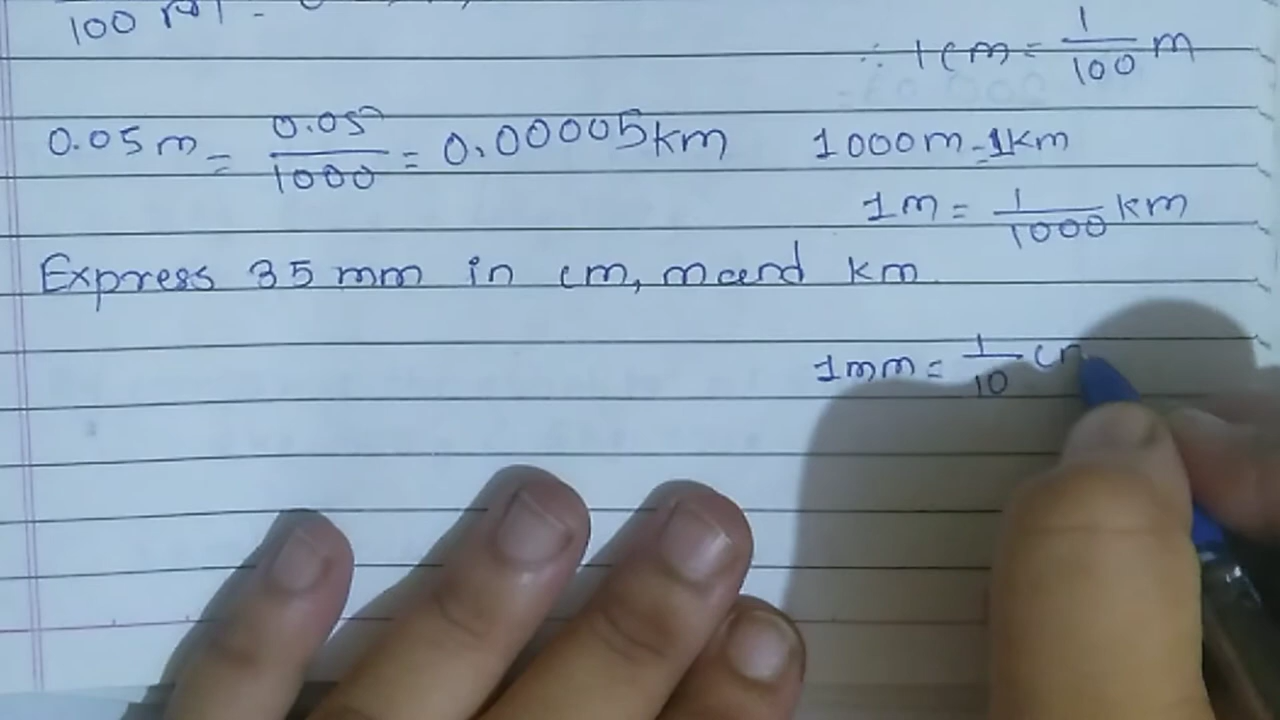 100
∴ 1cm = 1/100 m
0.05m = 0.05/1000 = 0.00005km
1000m = 1km
1m = 1/1000 km
Express 35 mm in cm, m and km
1mm = 1/10 c